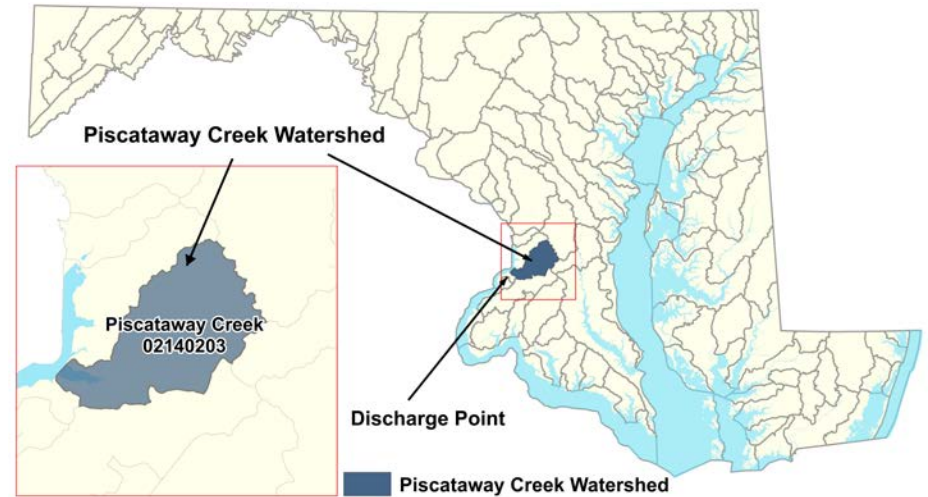 Piscataway Creek Watershed
Piscataway Creek
02140203
Discharge Point
Piscataway Creek Watershed